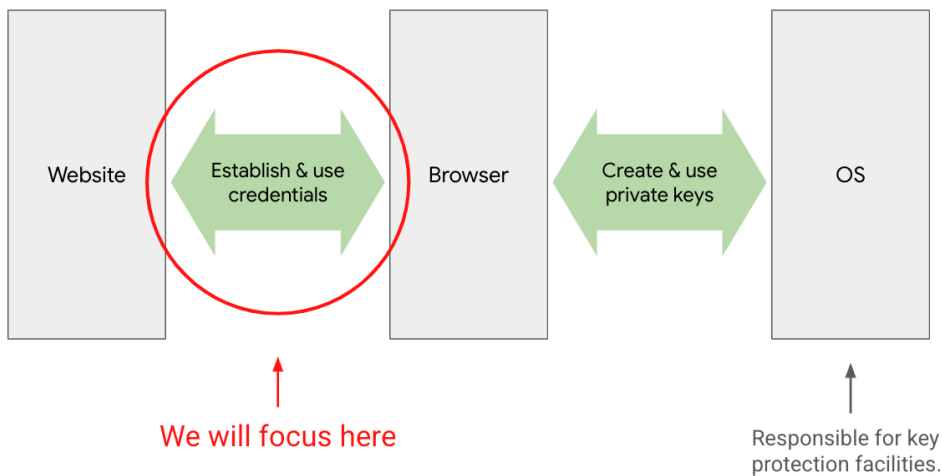 Website
Establish & use
credentials
Browser
Create & use
private keys
OS
We will focus here
Responsible for key
protection facilities.